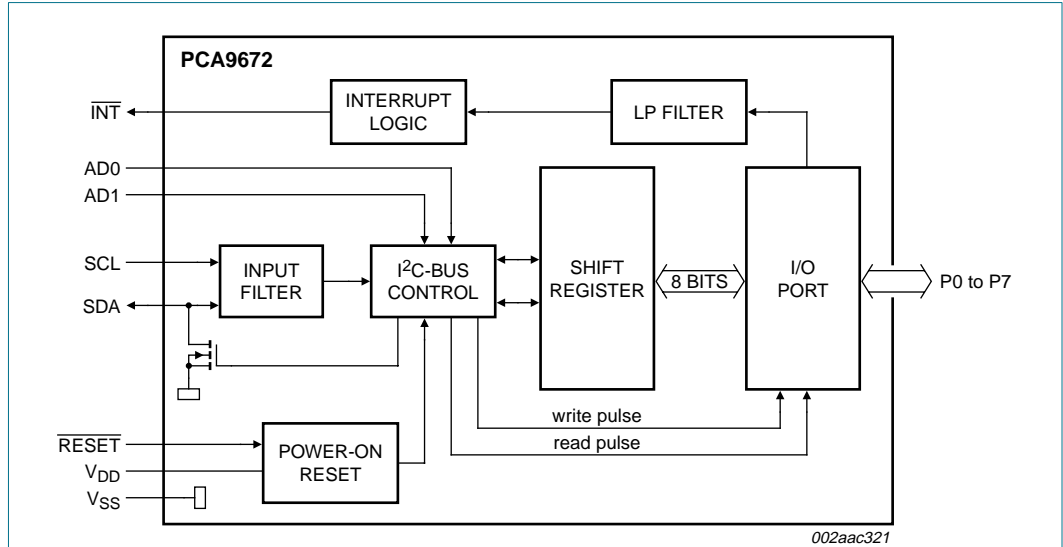 PCA9672
INT
INTERRUPT
LOGIC
LP FILTER
AD0
AD1
SCL
SDA
INPUT
FILTER
I²C-BUS
CONTROL
SHIFT
REGISTER
8 BITS
I/O
PORT
P0 to P7
write pulse
read pulse
RESET
VDD
VSS
POWER-ON
RESET
002aac321